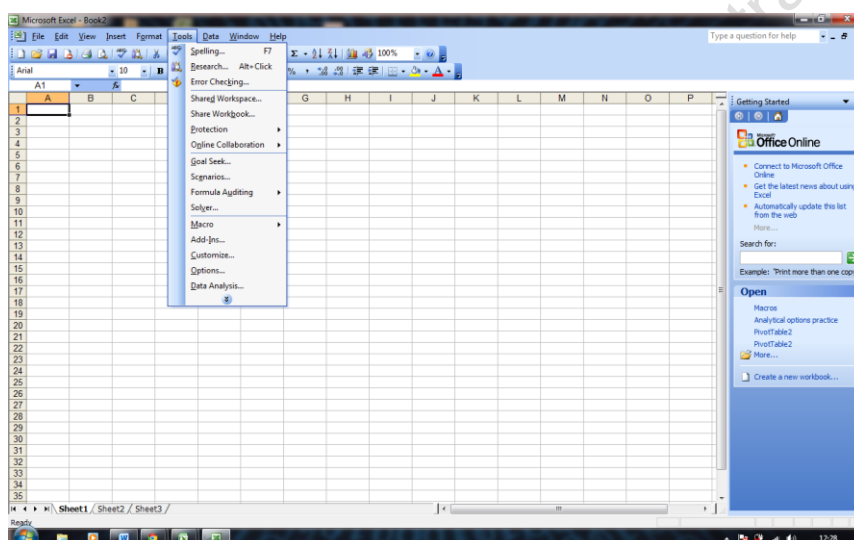 Microsoft Excel - Book2
File Edit View Insert Format Tools Data Window Help
Type a question for help
100%
Arial 10 B % ,
A1 fx
A B C G H I J K L M N O P
1
2
3
4
5
6
7
8
9
10
11
12
13
14
15
16
17
18
19
20
21
22
23
24
25
26
27
28
29
30
31
32
33
34
35
Spelling... F7
Research... Alt+Click
Error Checking...
Shared Workspace...
Share Workbook...
Protection
Online Collaboration
Goal Seek...
Scenarios...
Formula Auditing
Solver...
Macro
Add-Ins...
Customize...
Options...
Data Analysis...
Getting Started
Microsoft
Office Online
Connect to Microsoft Office
Online
Get the latest news about using
Excel
Automatically update this list
from the web
More...
Search for:
Example: "Print more than one copy
Open
Macros
Analytical options practice
PivotTable2
PivotTable2
More...
Create a new workbook...
Sheet1 / Sheet2 / Sheet3 /
Ready
12:28